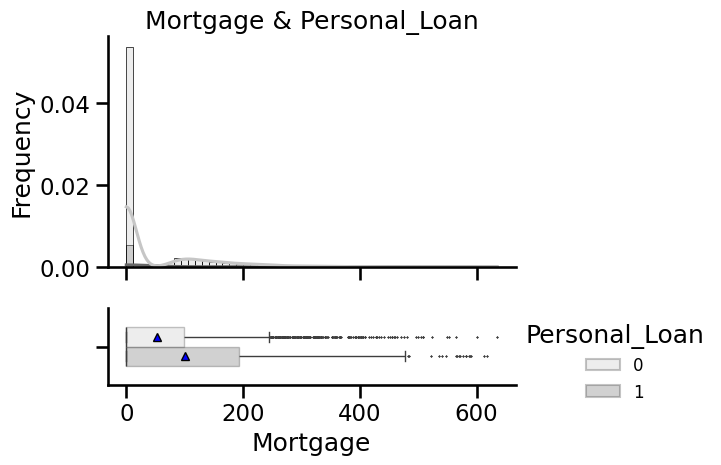 Mortgage & Personal_Loan
Frequency
0.04
0.02
0.00
Personal_Loan
0
1
0 200 400 600
Mortgage